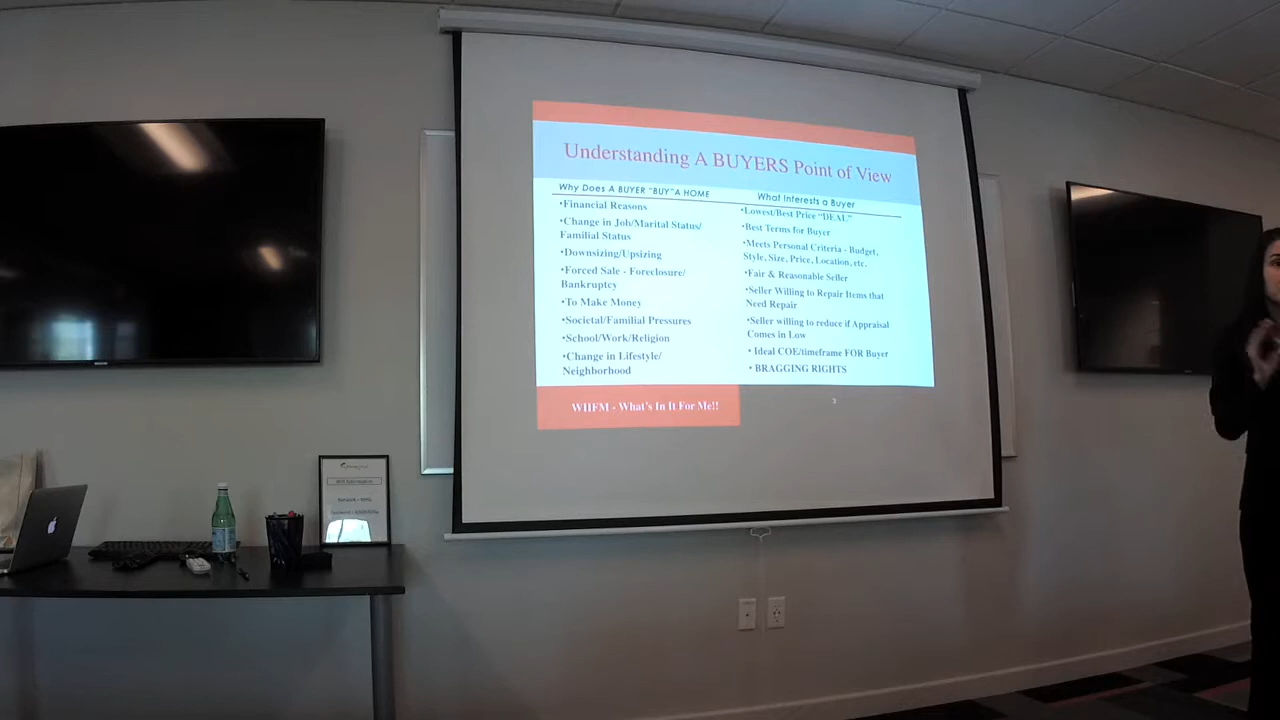 Understanding A BUYERS Point of View
Why Does A BUYER "BUY"A HOME
•Financial Reasons
•Change in Job/Marital Status/
Familial Status
•Downsizing/Upsizing
•Forced Sale - Foreclosure/
Bankruptcy
•To Make Money
•Societal/Familial Pressures
•School/Work/Religion
•Change in Lifestyle/
Neighborhood
What Interests a Buyer
•Lowest/Best Price "DEAL"
•Best Terms for Buyer
•Meets Personal Criteria - Budget,
Style, Size, Price, Location, etc.
•Fair & Reasonable Seller
•Seller Willing to Repair Items that
Need Repair
•Seller willing to reduce if Appraisal
Comes in Low
• Ideal COE/timeframe FOR Buyer
• BRAGGING RIGHTS
WIIFM - What's In It For Me!!
3